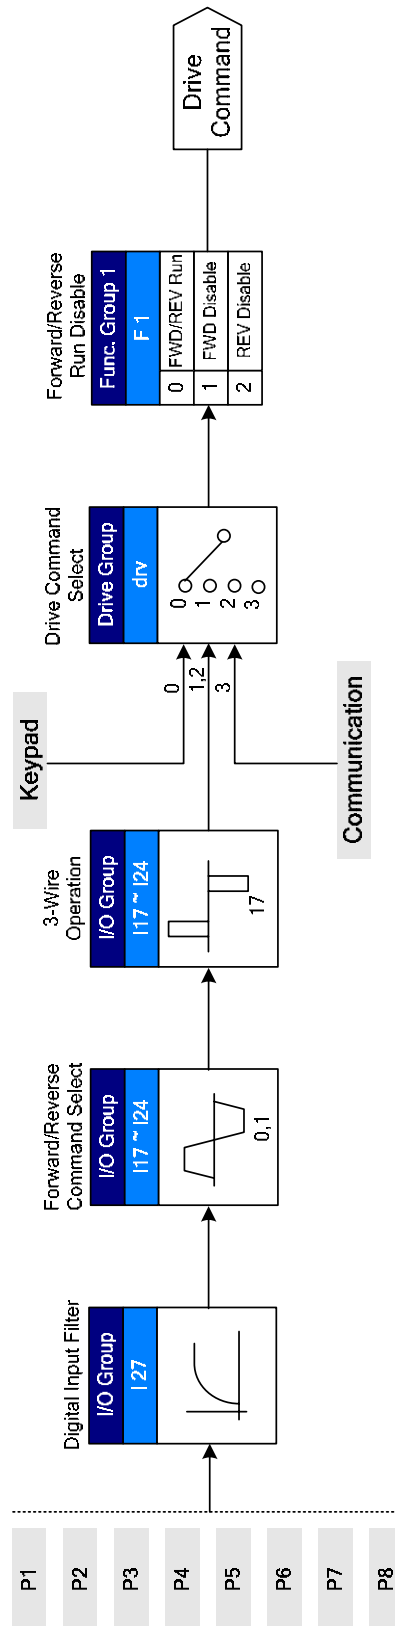 P1
P2
P3
P4
P5
P6
P7
P8
Digital Input Filter
I/O Group
I 27
Forward/Reverse
Command Select
I/O Group
I17 ~ I24
0,1
3-Wire
Operation
I/O Group
I17 ~ I24
17
Keypad
Communication
0
1,2
3
Drive Command
Select
Drive Group
drv
0
1
2
3
Forward/Reverse
Run Disable
Func. Group 1
F 1
0 FWD/REV Run
1 FWD Disable
2 REV Disable
Drive
Command